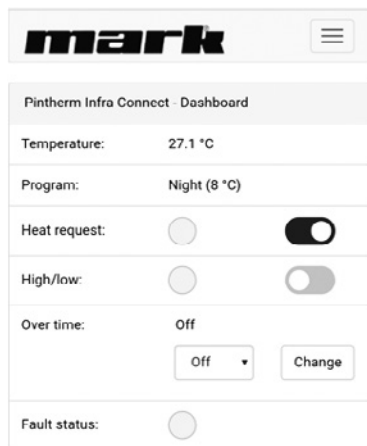 mark
Pintherm Infra Connect - Dashboard
Temperature: 27.1 °C
Program: Night (8 °C)
Heat request:
High/low:
Over time: Off
Off Change
Fault status: